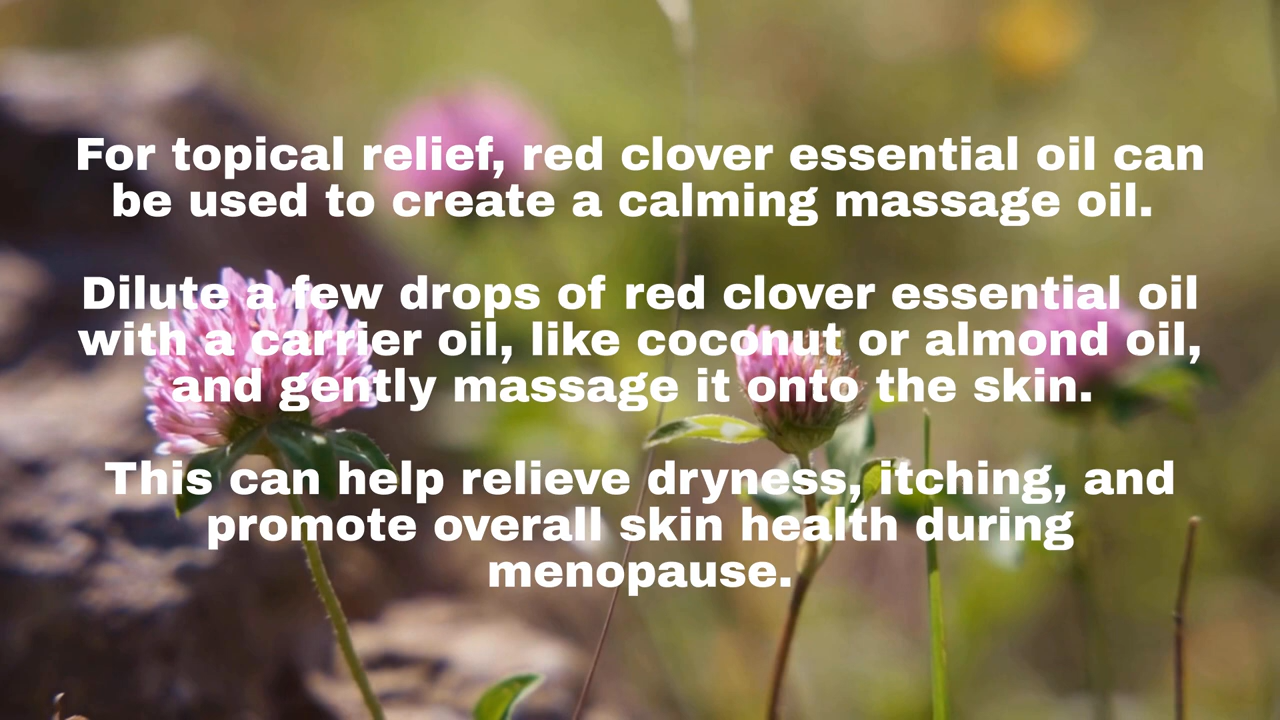 For topical relief, red clover essential oil can
be used to create a calming massage oil.
Dilute a few drops of red clover essential oil
with a carrier oil, like coconut or almond oil,
and gently massage it onto the skin.
This can help relieve dryness, itching, and
promote overall skin health during
menopause.